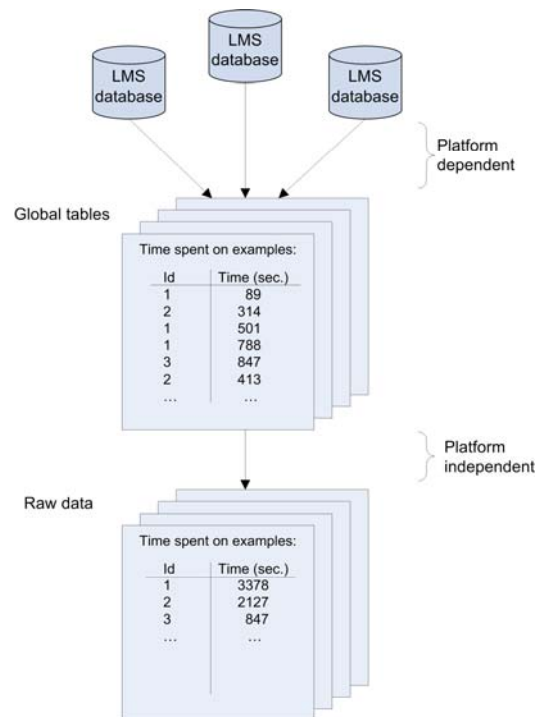 LMS
database
LMS
database
LMS
database
Platform
dependent
Global tables
Time spent on examples:
Id Time (sec.)
1 89
2 314
1 501
1 788
3 847
2 413
... ...
Platform
independent
Raw data
Time spent on examples:
Id Time (sec.)
1 3378
2 2127
3 847
... ...